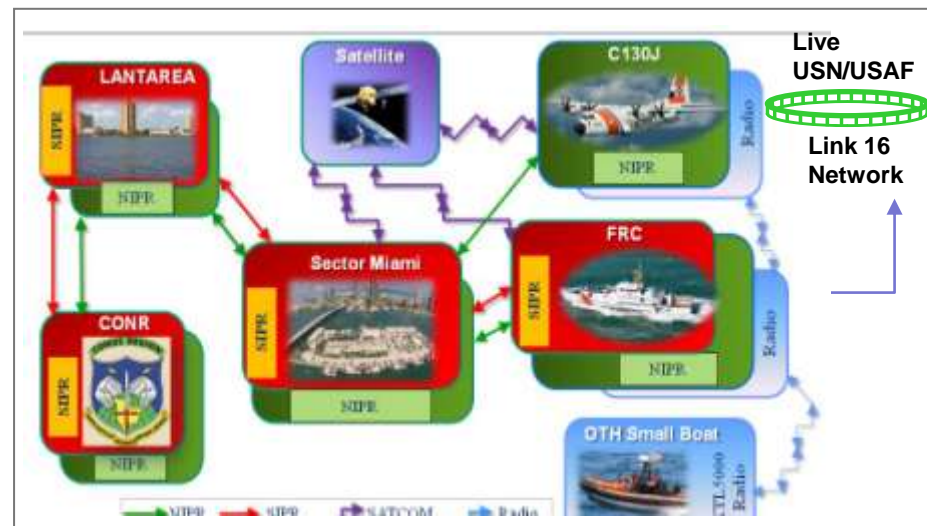 LANTAREA
SIPR
NIPR
Satellite
C130J
NIPR
Radio
Live
USN/USAF
Link 16
Network
Sector Miami
SIPR
NIPR
FRC
SIPR
NIPR
Radio
CONR
SIPR
NIPR
OTH Small Boat
Radio
NIPR
SIPR
SATCOM
Radio